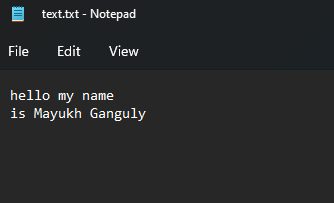 text.txt - Notepad
File Edit View
hello my name
is Mayukh Ganguly